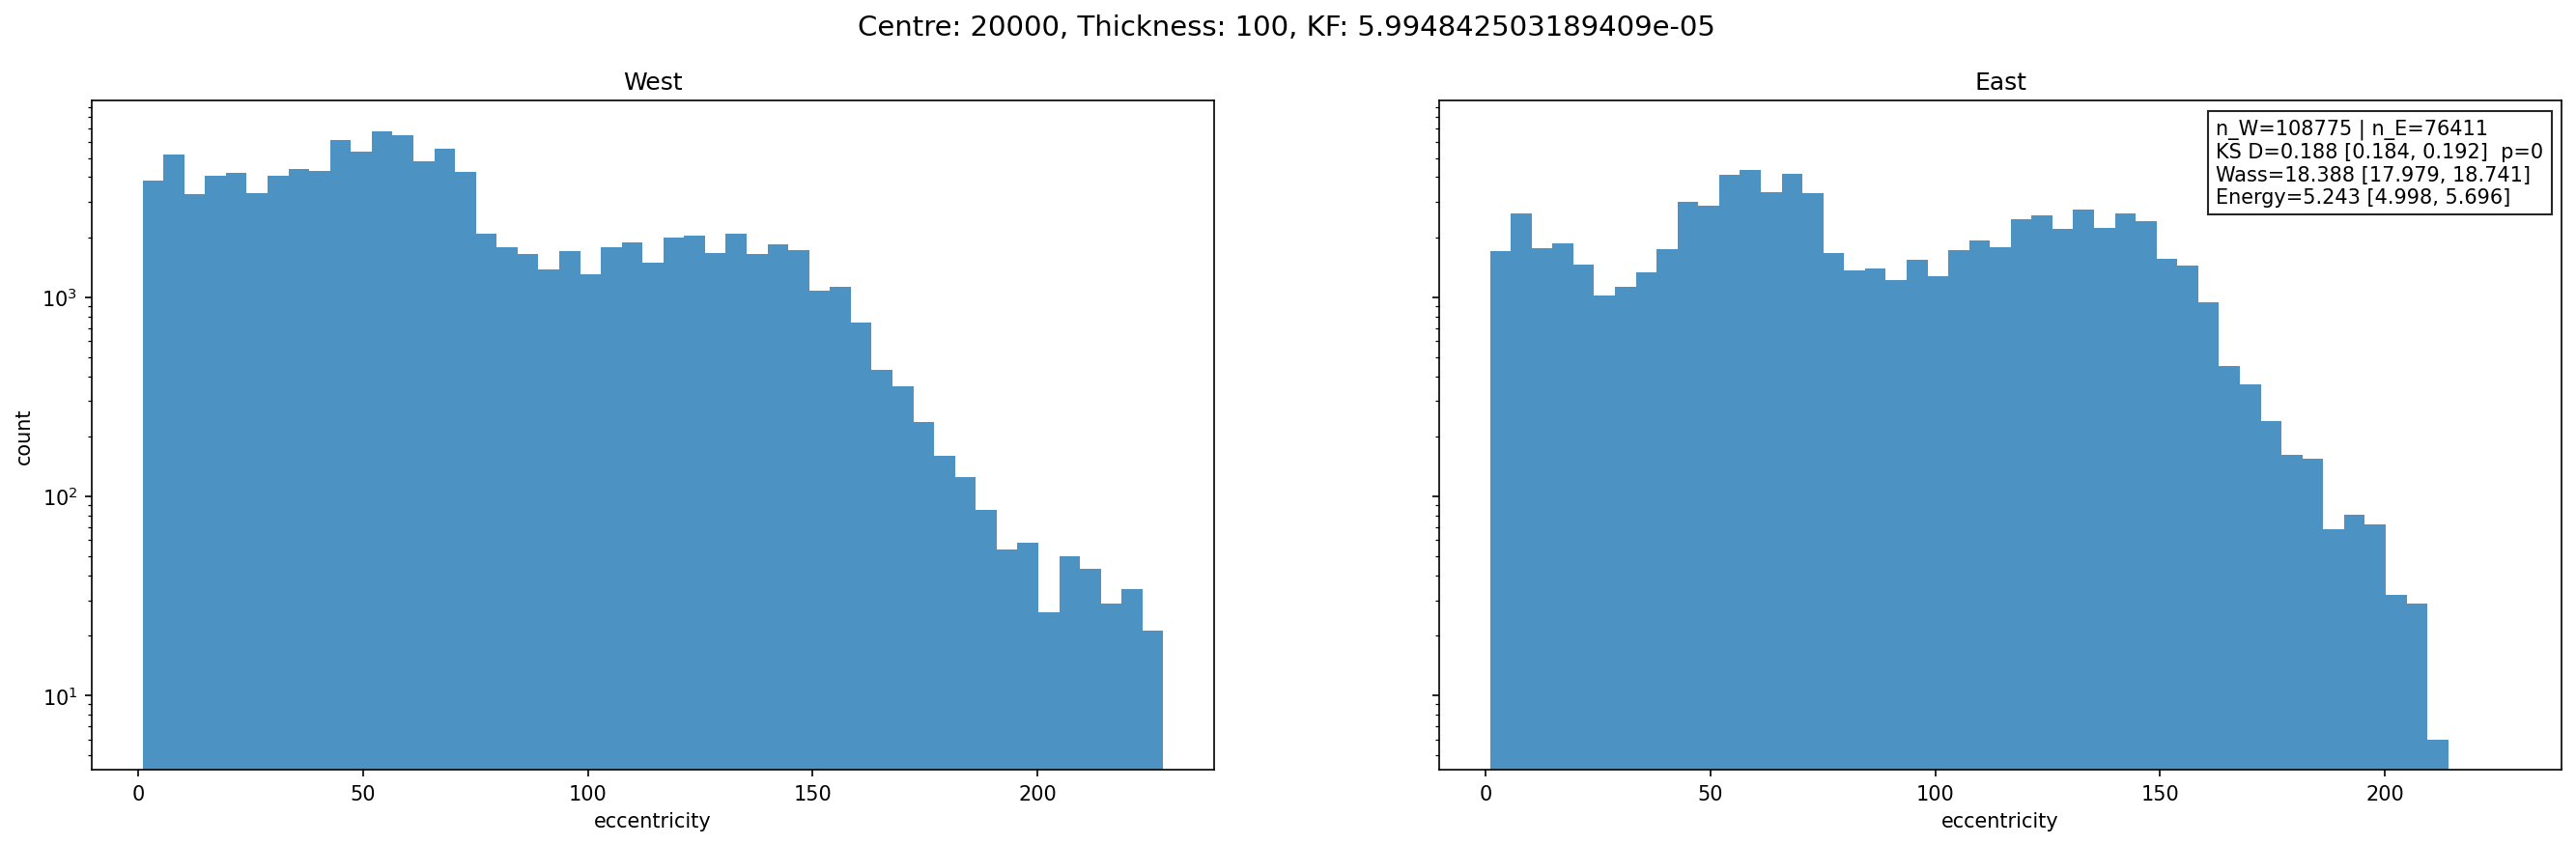 Centre: 20000, Thickness: 100, KF: 5.994842503189409e-05
West
East
n_W=108775 | n_E=76411
KS D=0.188 [0.184, 0.192]  p=0
Wass=18.388 [17.979, 18.741]
Energy=5.243 [4.998, 5.696]
count
10³
10²
10¹
0 50 100 150 200
eccentricity
0 50 100 150 200
eccentricity